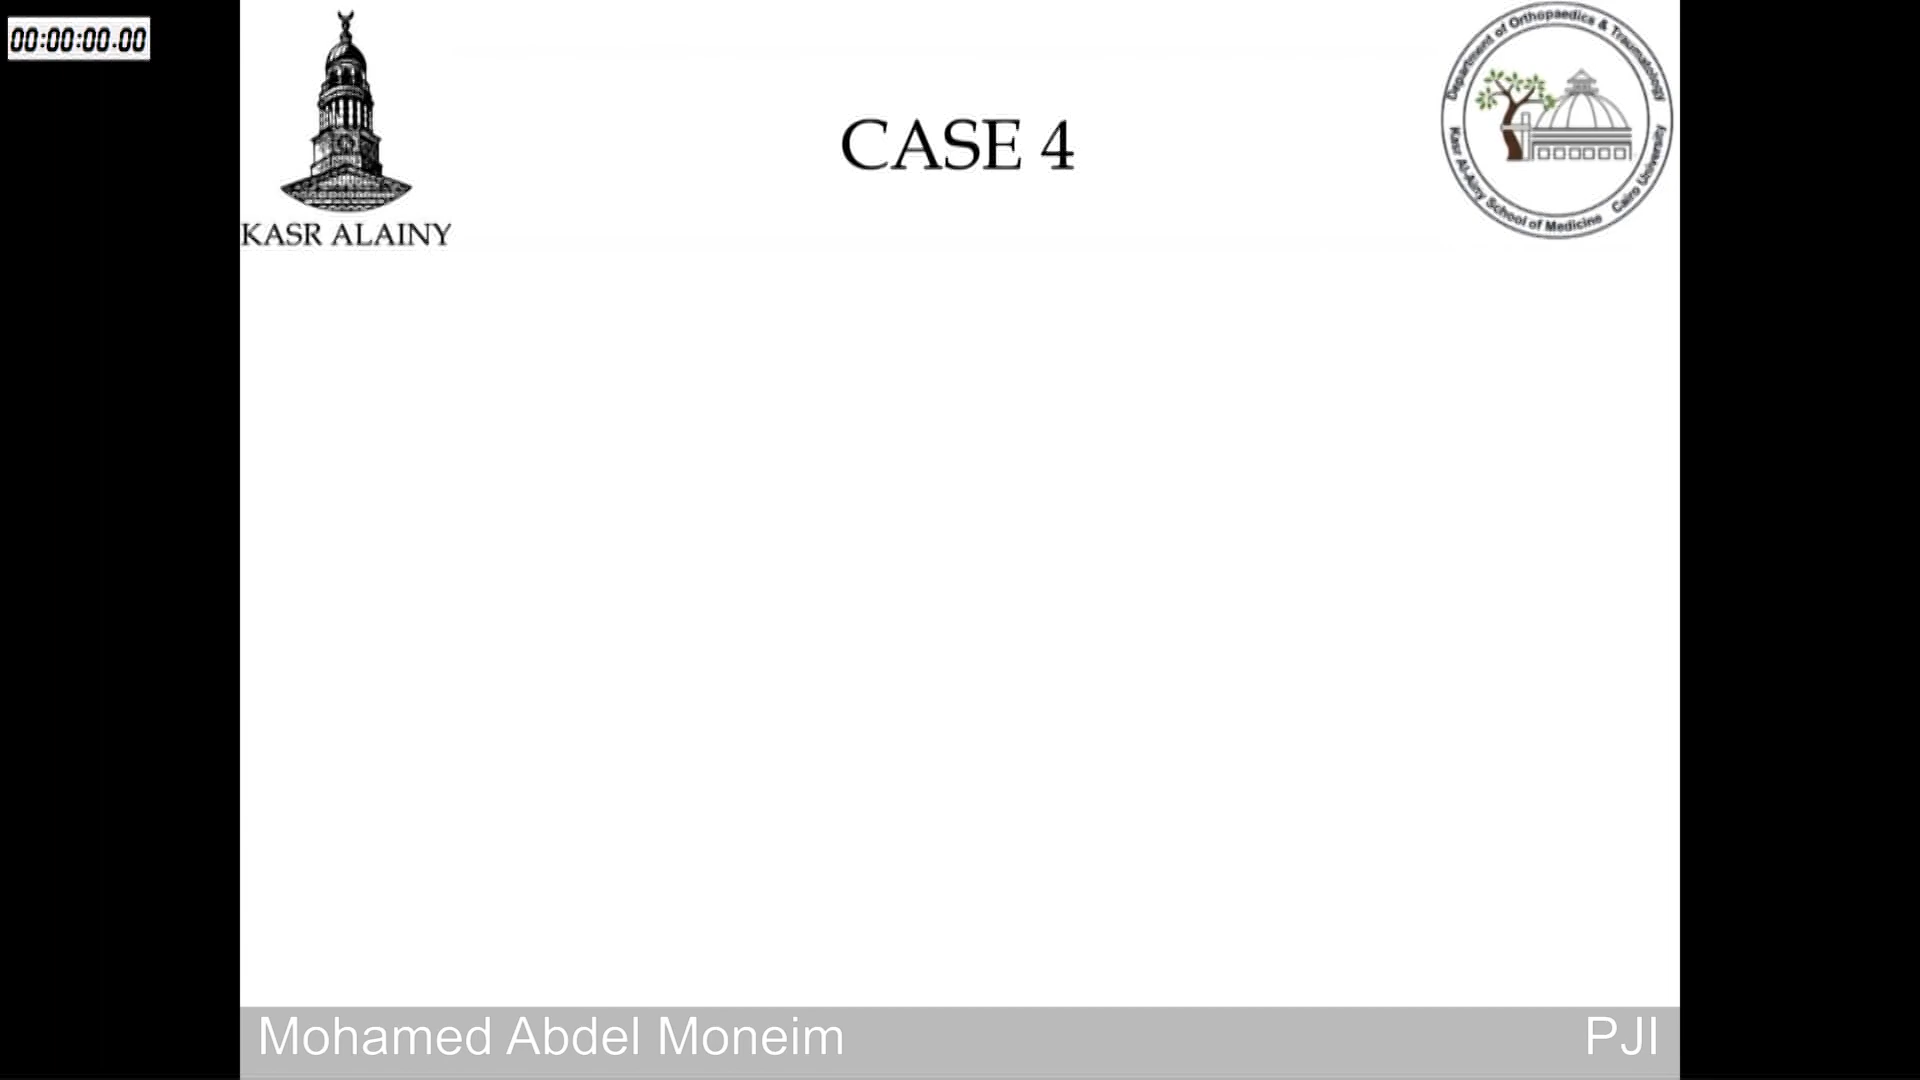 00:00:00.00
CASE 4
KASR ALAINY
Department of Orthopaedics & Traumatology
Kasr Al-Ainy School of Medicine Cairo University
Mohamed Abdel Moneim
PJI